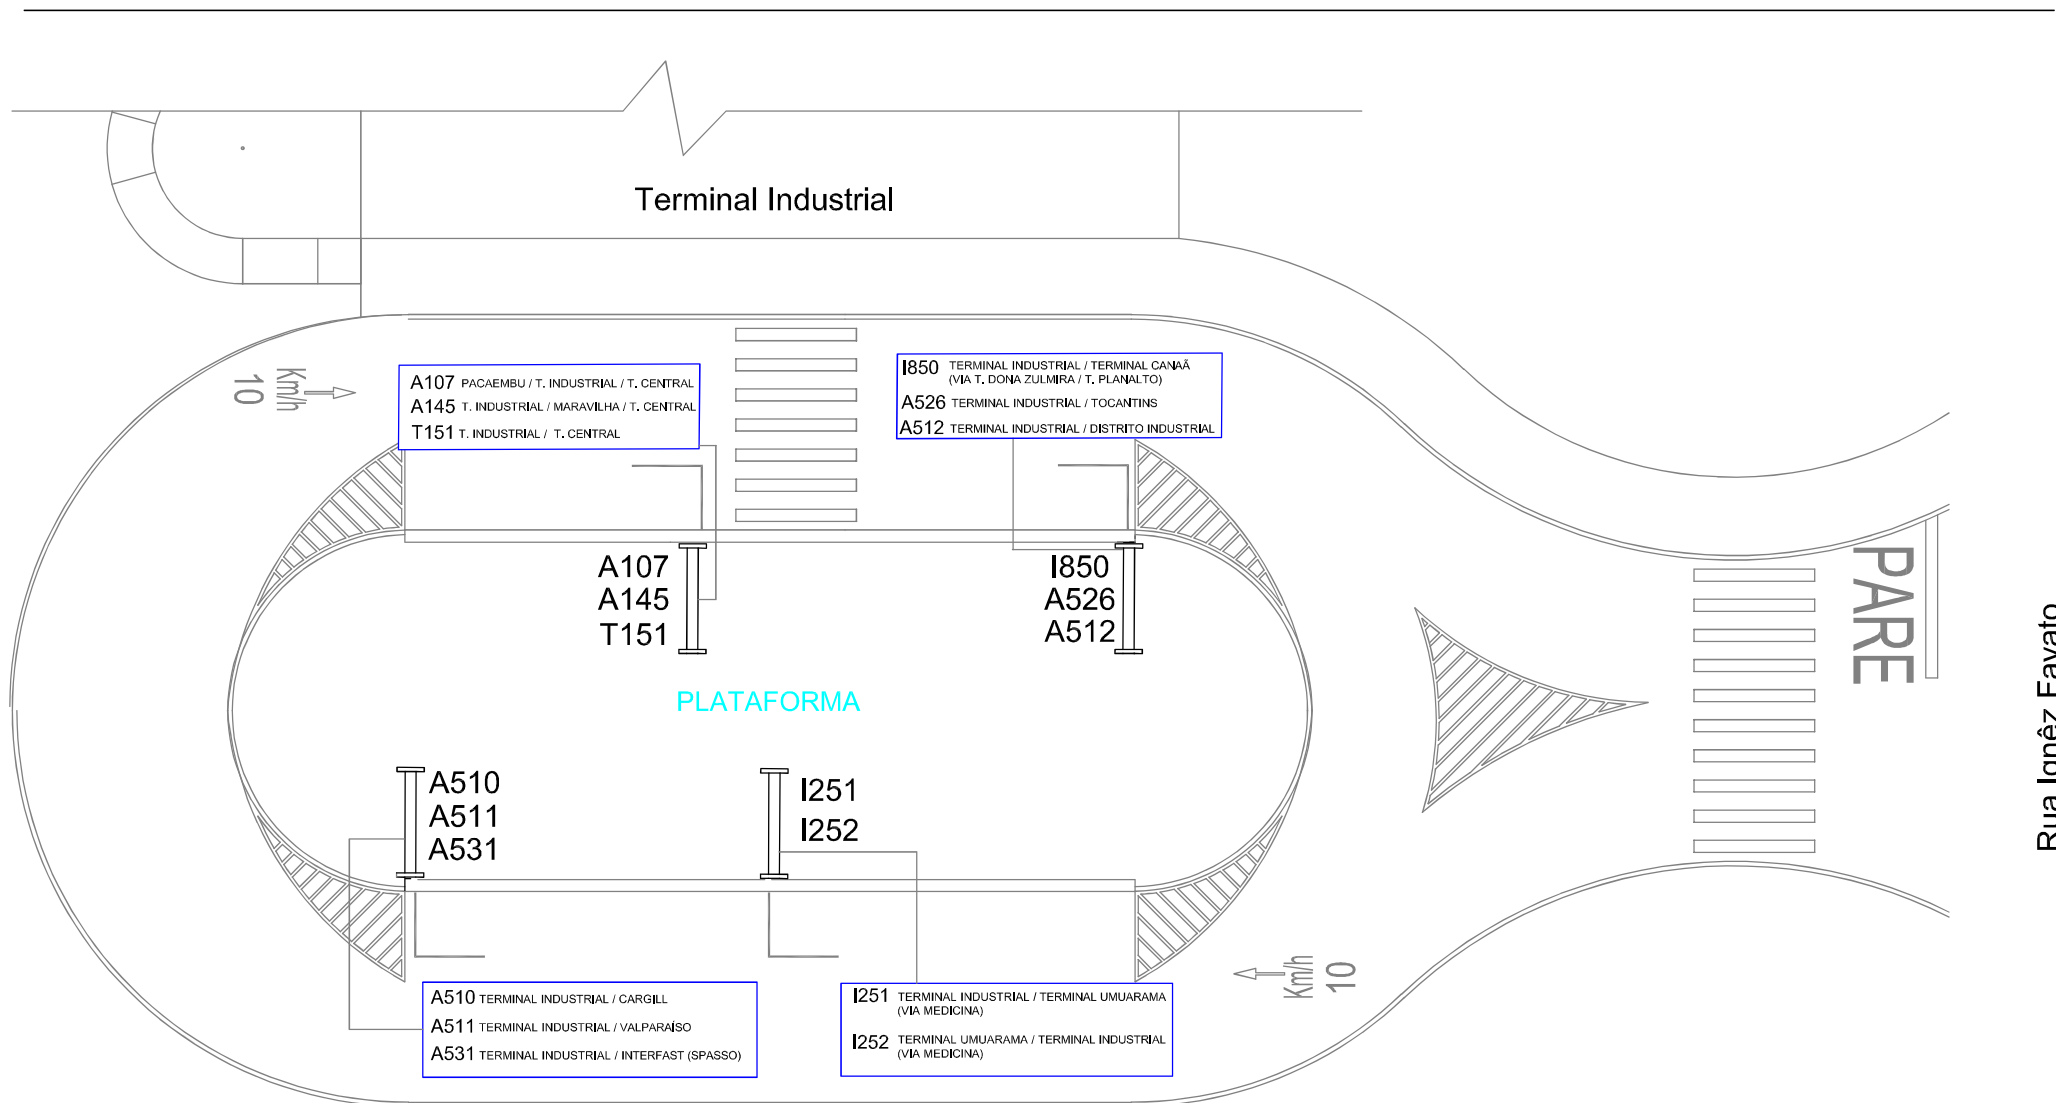 Terminal Industrial
10
Km/h
A107 PACAEMBU / T. INDUSTRIAL / T. CENTRAL
A145 T. INDUSTRIAL / MARAVILHA / T. CENTRAL
T151 T. INDUSTRIAL / T. CENTRAL
I850 TERMINAL INDUSTRIAL / TERMINAL CANAÃ
(VIA T. DONA ZULMIRA / T. PLANALTO)
A526 TERMINAL INDUSTRIAL / TOCANTINS
A512 TERMINAL INDUSTRIAL / DISTRITO INDUSTRIAL
A107
A145
T151
I850
A526
A512
PARE
Rua Ignêz Favato
PLATAFORMA
A510
A511
A531
I251
I252
Km/h
10
A510 TERMINAL INDUSTRIAL / CARGILL
A511 TERMINAL INDUSTRIAL / VALPARAÍSO
A531 TERMINAL INDUSTRIAL / INTERFAST (SPASSO)
I251 TERMINAL INDUSTRIAL / TERMINAL UMUARAMA
(VIA MEDICINA)
I252 TERMINAL UMUARAMA / TERMINAL INDUSTRIAL
(VIA MEDICINA)